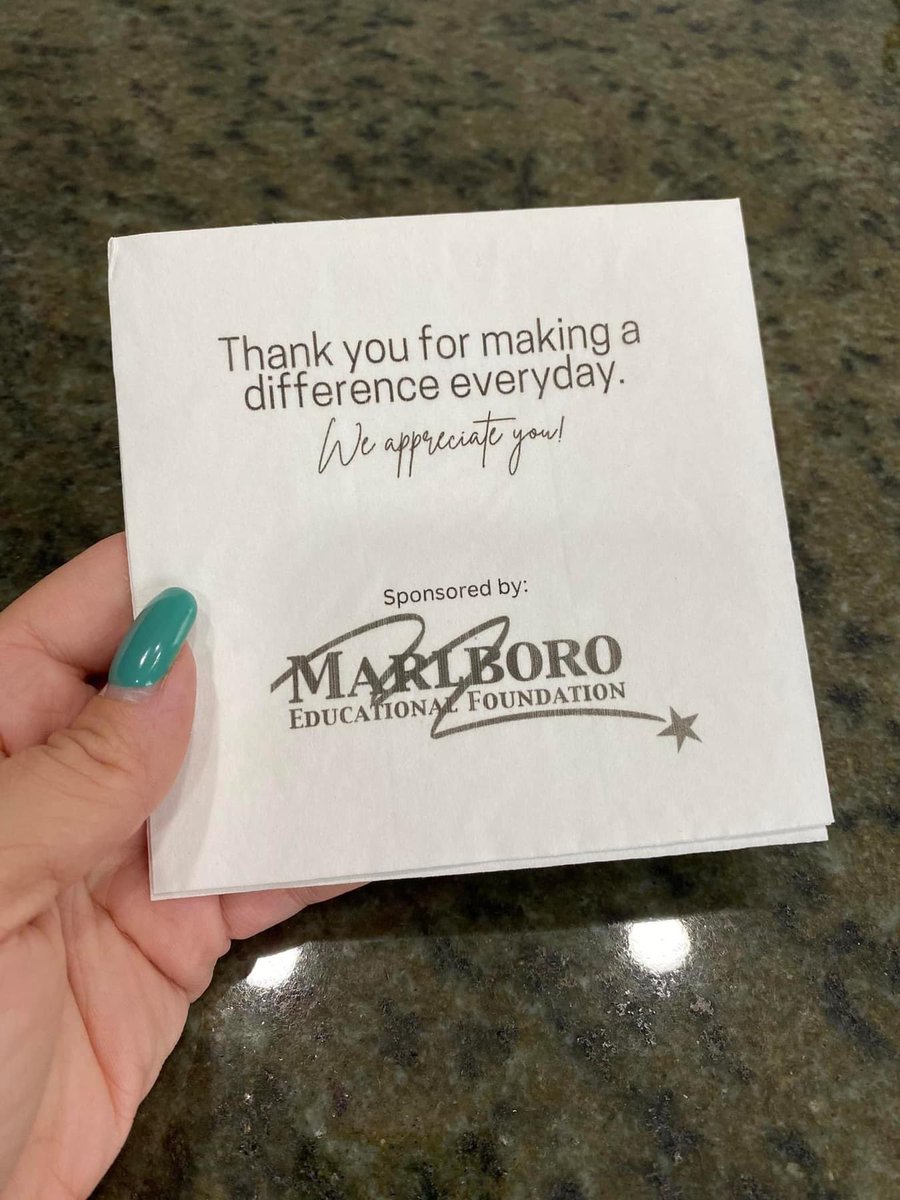 Thank you for making a
difference everyday.
We appreciate you!
Sponsored by:
MARLBORO
EDUCATIONAL FOUNDATION